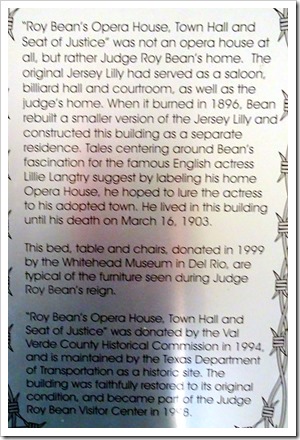 "Roy Bean's Opera House, Town Hall and
Seat of Justice" was not an opera house at
all, but rather Judge Roy Bean's home. The
original Jersey Lilly had served as a saloon,
billiard hall and courtroom, as well as the
judge's home. When it burned in 1896, Bean
rebuilt a smaller version of the Jersey Lilly and
constructed this building as a separate
residence. Tales centering around Bean's
fascination for the famous English actress
Lillie Langtry suggest by labeling his home
Opera House, he hoped to lure the actress
to his adopted town. He lived in this building
until his death on March 16, 1903.
This bed, table and chairs, donated in 1999
by the Whitehead Museum in Del Rio, are
typical of the furniture seen during Judge
Roy Bean's reign.
"Roy Bean's Opera House, Town Hall and
Seat of Justice" was donated by the Val
Verde County Historical Commission in 1994,
and is maintained by the Texas Department
of Transportation as a historic site. The
building was faithfully restored to its original
condition, and became part of the Judge
Roy Bean Visitor Center in